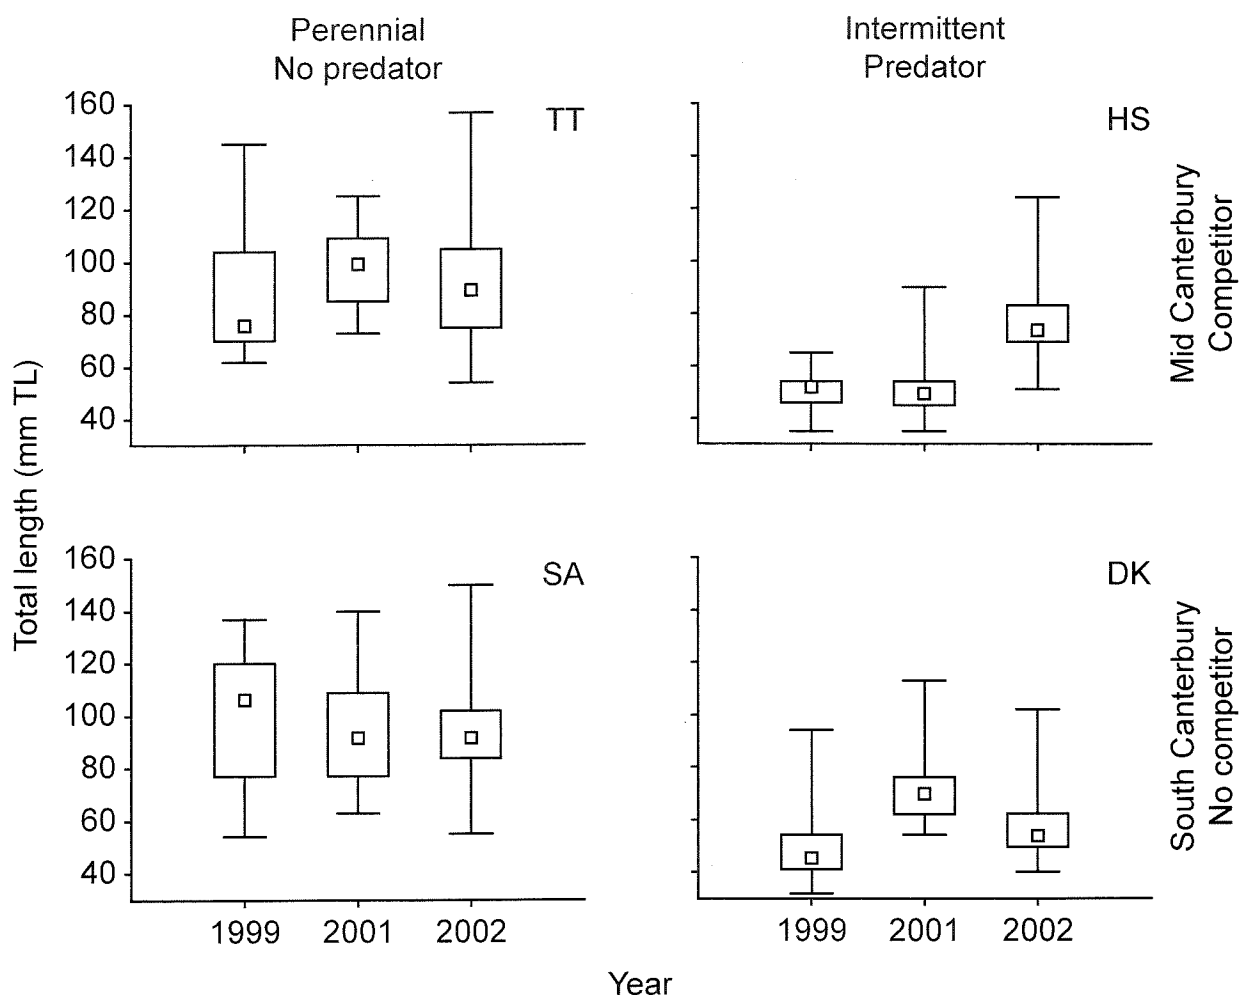 Perennial
No predator
Intermittent
Predator
160
140
120
100
80
60
40
TT
HS
Mid Canterbury
Competitor
Total length (mm TL)
160
140
120
100
80
60
40
SA
DK
South Canterbury
No competitor
1999
2001
2002
1999
2001
2002
Year